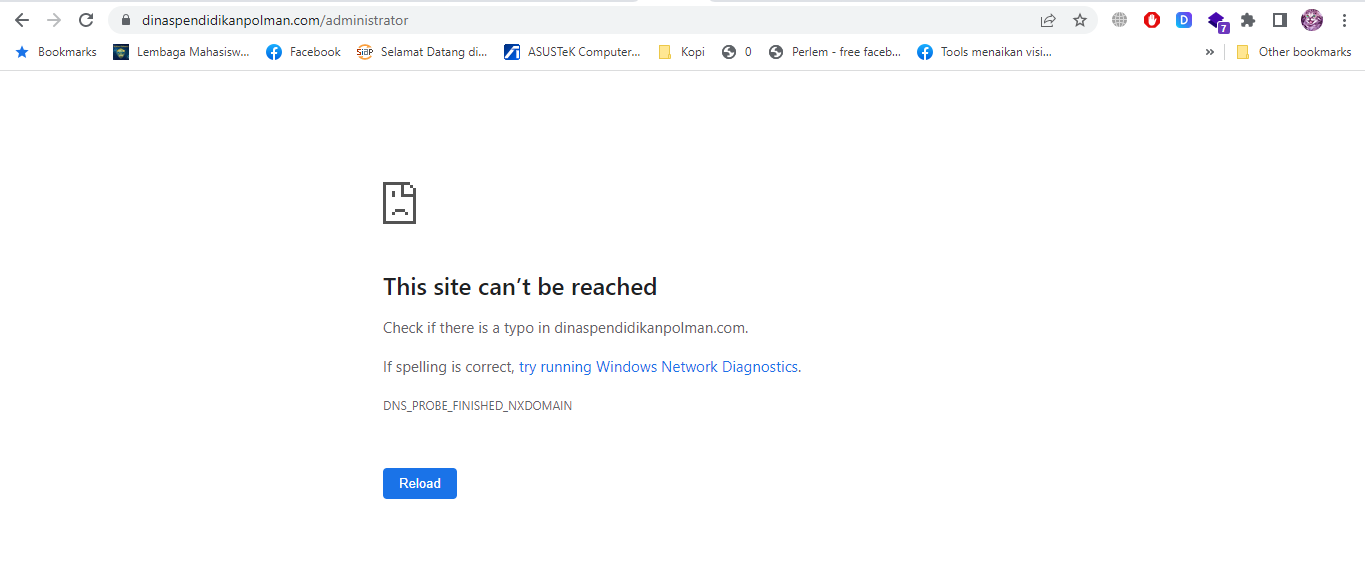 dinaspendidikanpolman.com/administrator
7
Bookmarks Lembaga Mahasisw... Facebook Selamat Datang di... ASUSTeK Computer... Kopi 0 Perlem - free faceb... Tools menaikan visi... » Other bookmarks
This site can't be reached
Check if there is a typo in dinaspendidikanpolman.com.
If spelling is correct, try running Windows Network Diagnostics.
DNS_PROBE_FINISHED_NXDOMAIN
Reload